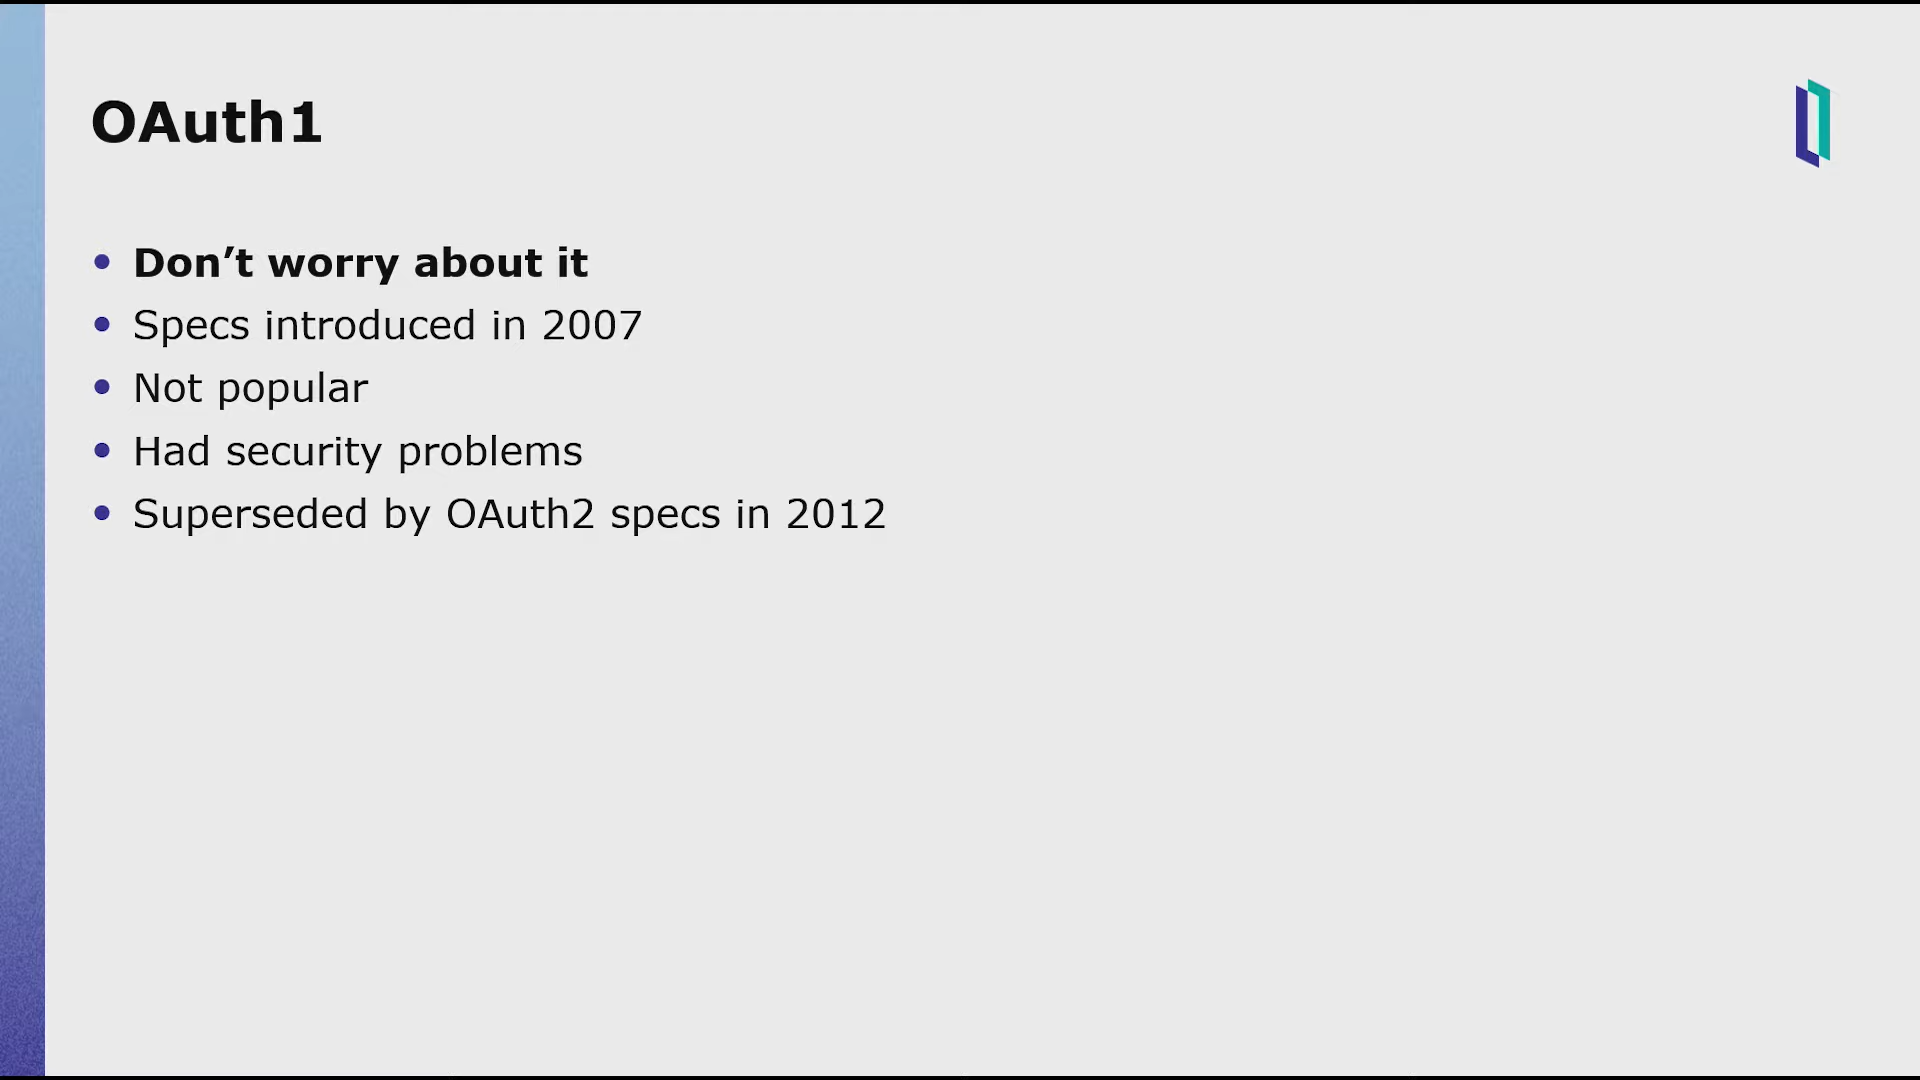 OAuth1
• Don’t worry about it
• Specs introduced in 2007
• Not popular
• Had security problems
• Superseded by OAuth2 specs in 2012